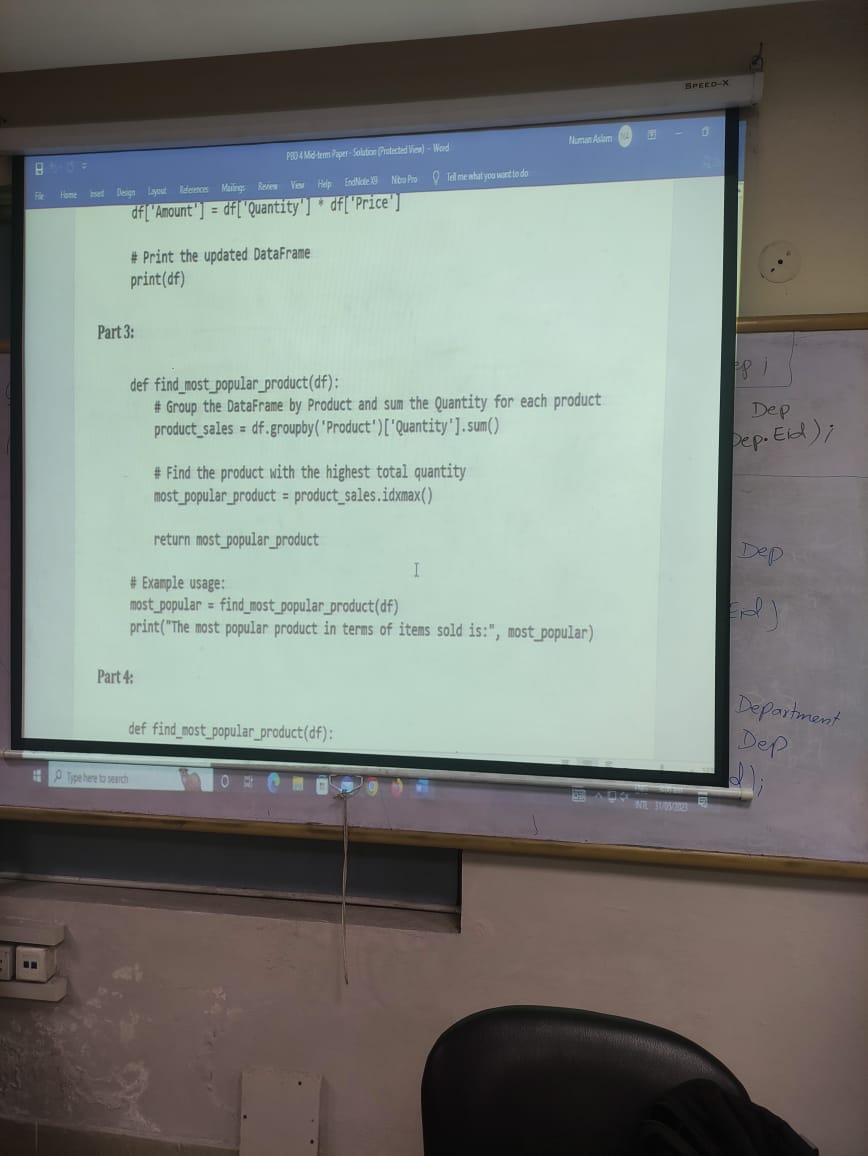 SPEED-X
PBD 4 Mid-term Paper - Solution (Protected View) - Word
Numan Aslam
File Home Insert Design Layout References Mailings Review View Help EndNote X9 Nitro Pro Tell me what you want to do
df['Amount'] = df['Quantity'] * df['Price']
# Print the updated DataFrame
print(df)
Part 3:
def find_most_popular_product(df):
# Group the DataFrame by Product and sum the Quantity for each product
product_sales = df.groupby('Product')['Quantity'].sum()
# Find the product with the highest total quantity
most_popular_product = product_sales.idxmax()
return most_popular_product
# Example usage:
most_popular = find_most_popular_product(df)
print("The most popular product in terms of items sold is:", most_popular)
Part 4:
def find_most_popular_product(df):
Type here to search
INTL 31/05/2023
ep ;
Dep
Dep.Eid);
Dep
Eid)
Department
Dep
d);